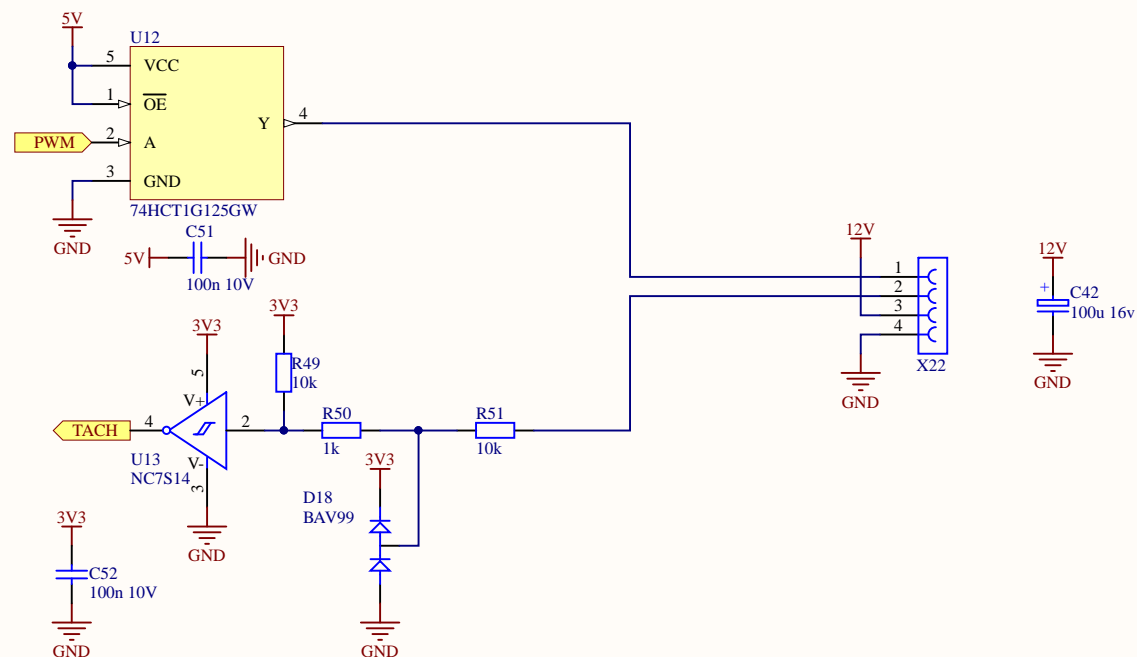 5V
U12
5
VCC
1
OE
2
A
PWM
3
GND
Y
4
74HCT1G125GW
GND
C51
5V
GND
100n 10V
3V3
3V3
R49
10k
5
V+
4
2
TACH
U13
NC7S14
V-
3
GND
R50
1k
R51
10k
3V3
D18
BAV99
GND
3V3
C52
100n 10V
GND
12V
1
2
3
4
X22
GND
12V
+
C42
100u 16v
GND